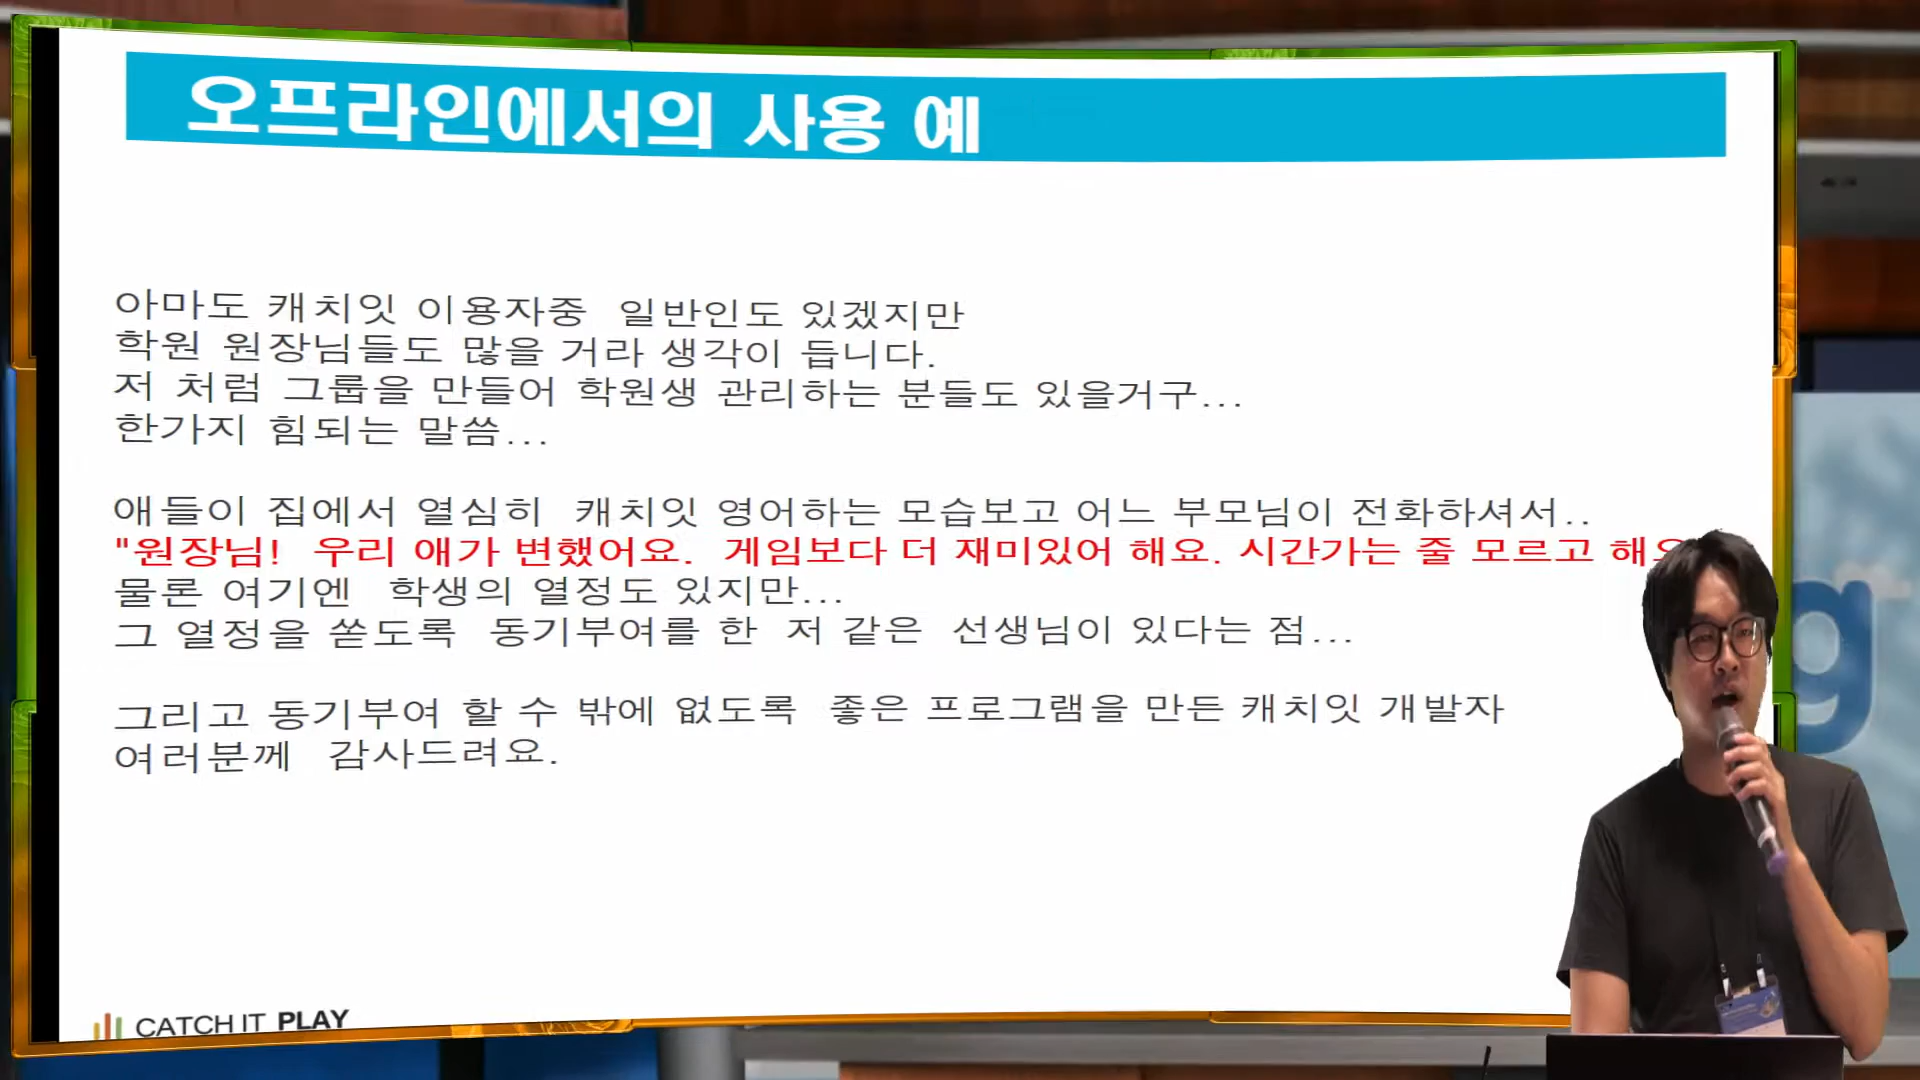 오프라인에서의 사용 예
아마도 캐치잇 이용자중 일반인도 있겠지만
학원 원장님들도 많을 거라 생각이 듭니다.
저 처럼 그룹을 만들어 학원생 관리하는 분들도 있을거구...
한가지 힘되는 말씀...
애들이 집에서 열심히 캐치잇 영어하는 모습보고 어느 부모님이 전화하셔서..
"원장님! 우리 애가 변했어요. 게임보다 더 재미있어 해요. 시간가는 줄 모르고
물론 여기엔 학생의 열정도 있지만...
그 열정을 쏟도록 동기부여를 한 저 같은 선생님이 있다는 점...
그리고 동기부여 할 수 밖에 없도록 좋은 프로그램을 만든 캐치잇 개발자
여러분께 감사드려요.
CATCH IT PLAY
g